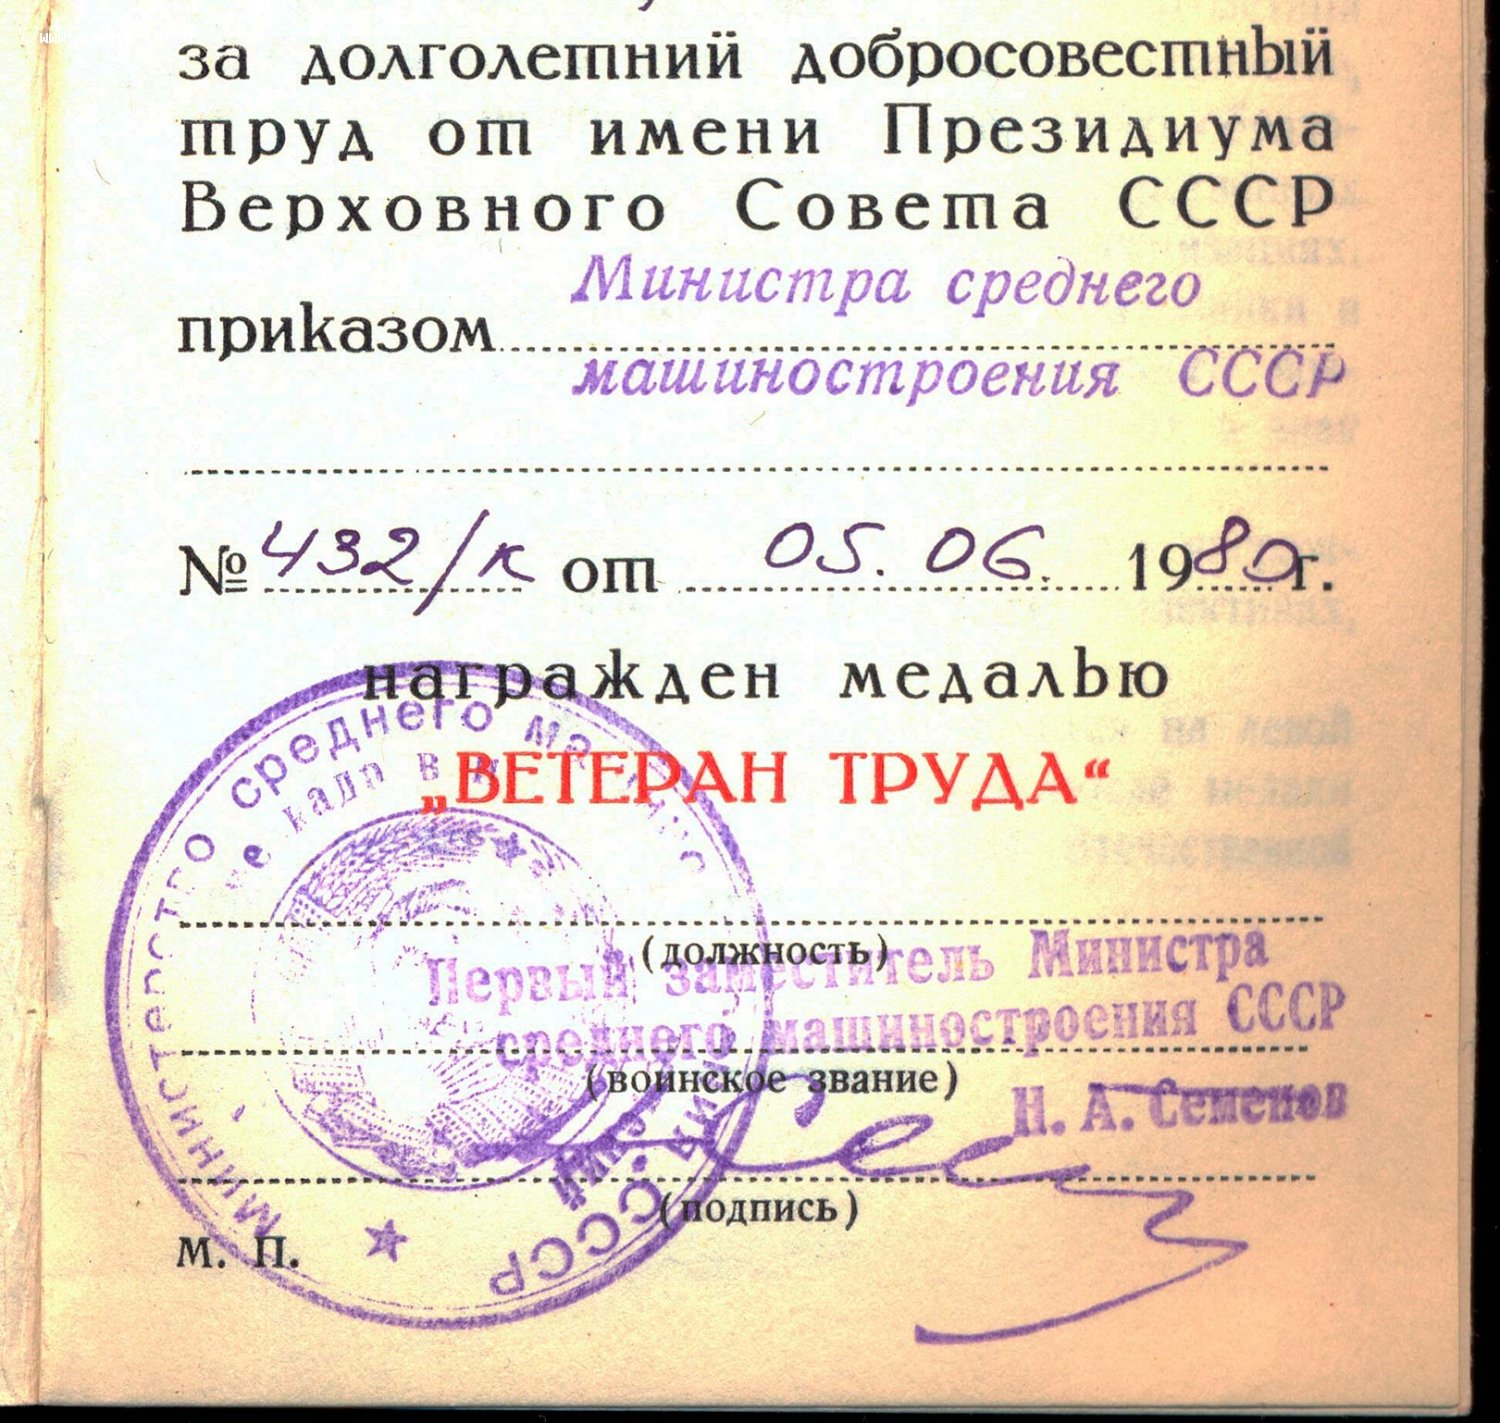 за долголетний добросовестный
труд от имени Президиума
Верховного Совета СССР
Министра среднего
приказом
машиностроения СССР
№ 432/к от 05. 06. 1980г.
награжден медалью
„ВЕТЕРАН ТРУДА“
Министерство среднего
СССР
(должность)
Первый заместитель Министра
среднего машиностроения СССР
(воинское звание)
Н. А. Семенов
(подпись)
М. П.